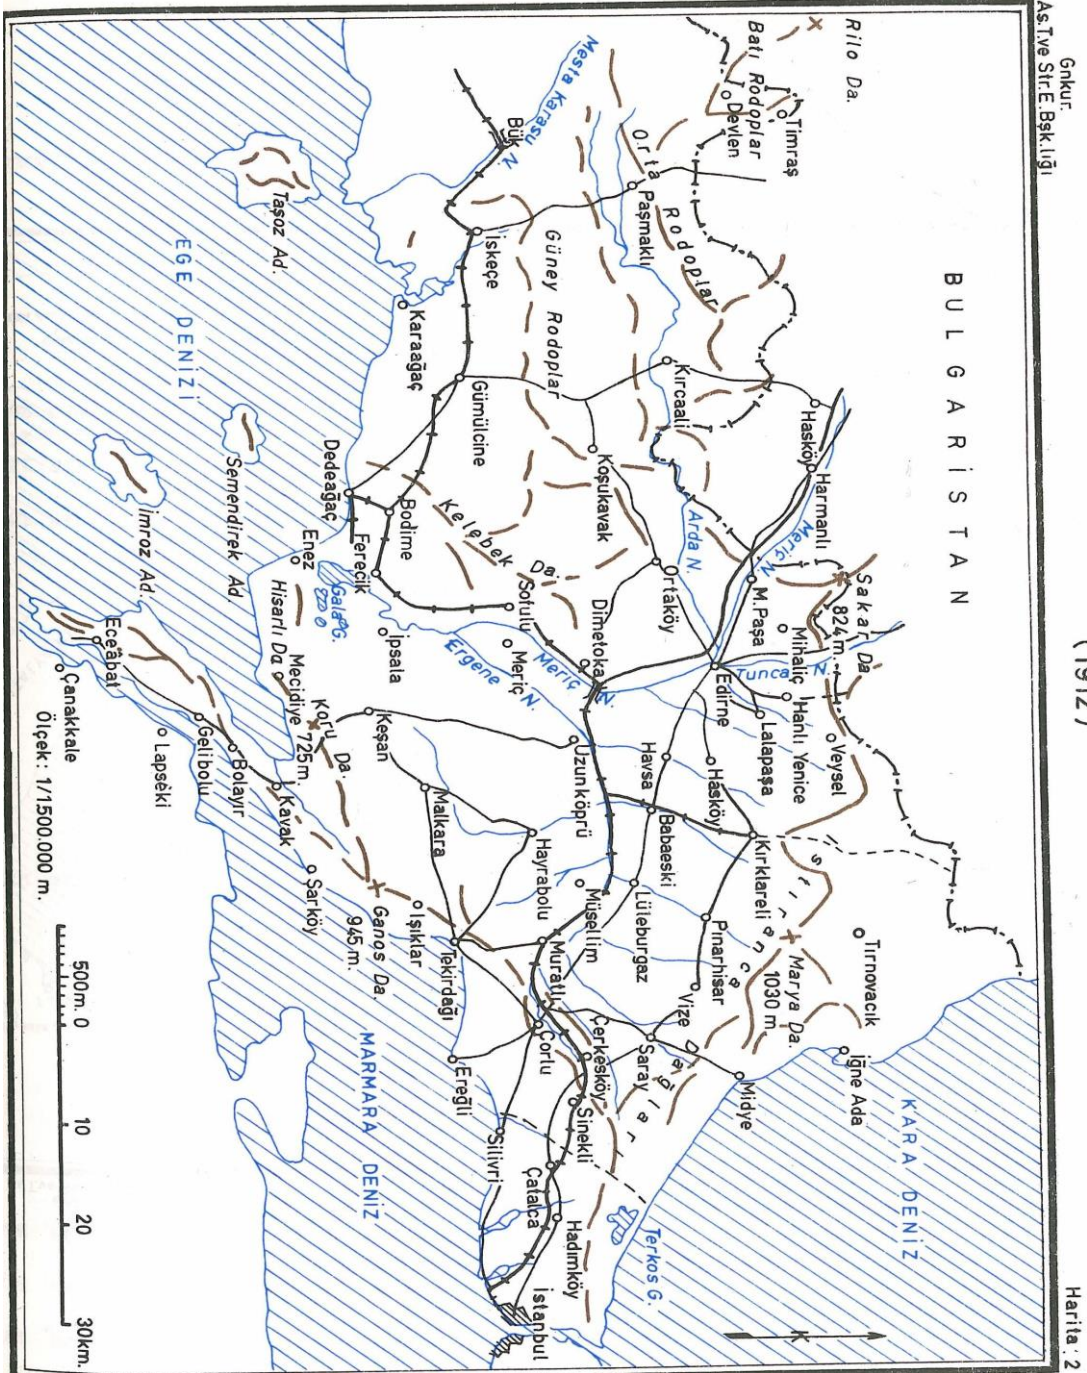 Gnkur.
As.T.ve Str.E.Bşk.lığı
(1912)
Harita: 2
BULGARİSTAN
Rilo Da.
Batı Rodoplar
Timraş
Devlen
Orta Rodoplar
Paşmaklı
Mesta Karasu N.
Bük
İskeçe
Güney Rodoplar
Karaağaç
Taşoz Ad.
EGE DENİZİ
Gümülcine
Kırcaali
Hasköy
Harmanlı
Koşukavak
Arda N.
Meriç N.
M.Paşa
Sakar Da
824 m.
Mihaliç
Tunca N.
Hanlı Yenice
Veysel
Lalapaşa
Edirne
Ortaköy
Dimetoka
Kelebek Da.
Sofulu
Bodime
Dedeağaç
Ferecik
Enez
Gala G.
Hisarlı Da
İpsala
Meriç
Meriç N.
Ergene N.
Semendirek Ad.
İmroz Ad.
Eceabat
Çanakkale
Mecidiye
Koru Da.
725m.
Keşan
Gelibolu
Bolayır
Lapsêki
Kavak
Şarköy
Malkara
Hayrabolu
Uzunköprü
Havsa
Hasköy
Babaeski
Kırklareli
Lüleburgaz
Müsellim
Pınarhisar
Vize
Istranca Dağları
Marya Da.
1030 m.
Tırnovacık
İğne Ada
KARA DENİZ
Midye
Saray
Ganos Da.
945 m.
Işıklar
Tekirdağı
Muratlı
Çorlu
Çerkesköy
Sinekli
Ereğli
Silivri
Çatalca
Hadımköy
Terkos G.
İstanbul
MARMARA DENİZ
K
Ölçek: 1/1500.000 m.
500m. 0 10 20 30km.